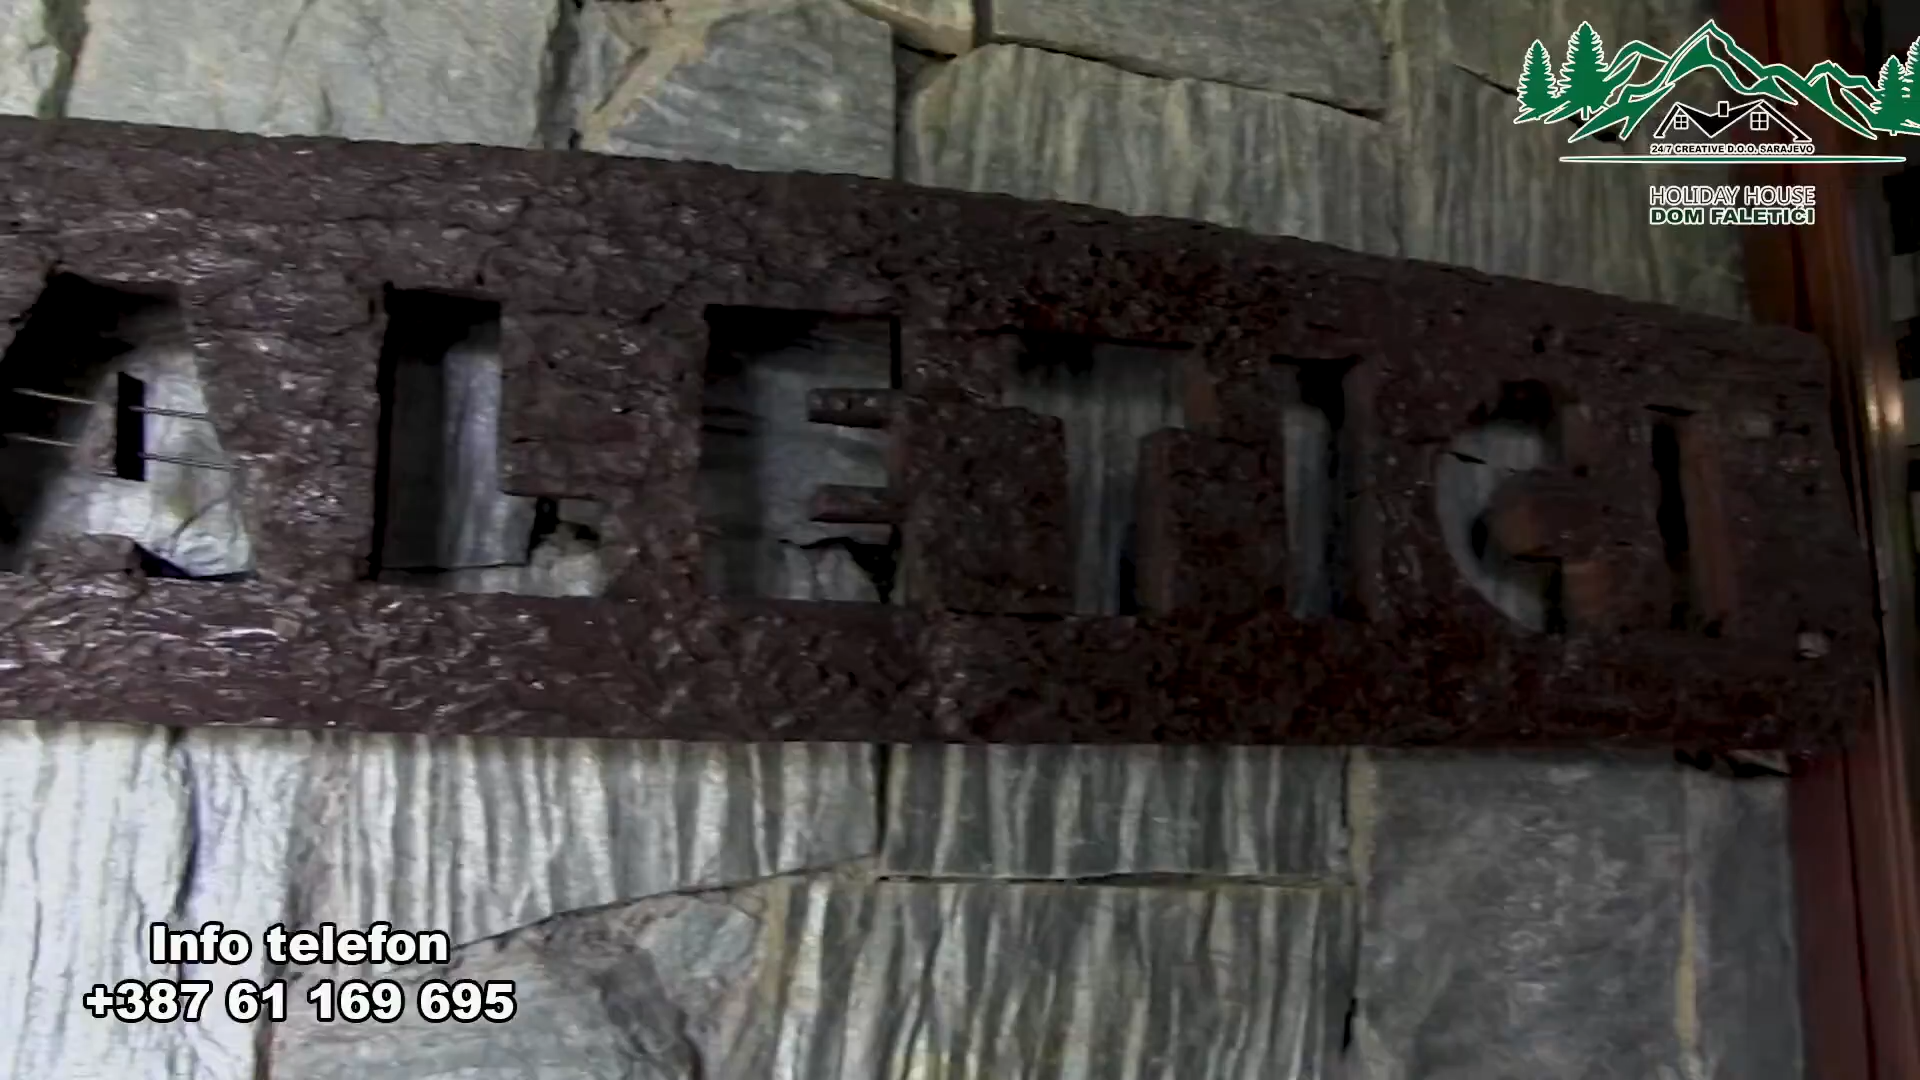 24/7 CREATIVE D.O.O. SARAJEVO
HOLIDAY HOUSE
DOM FALETIĆI
ALETIĆI
Info telefon
+387 61 169 695